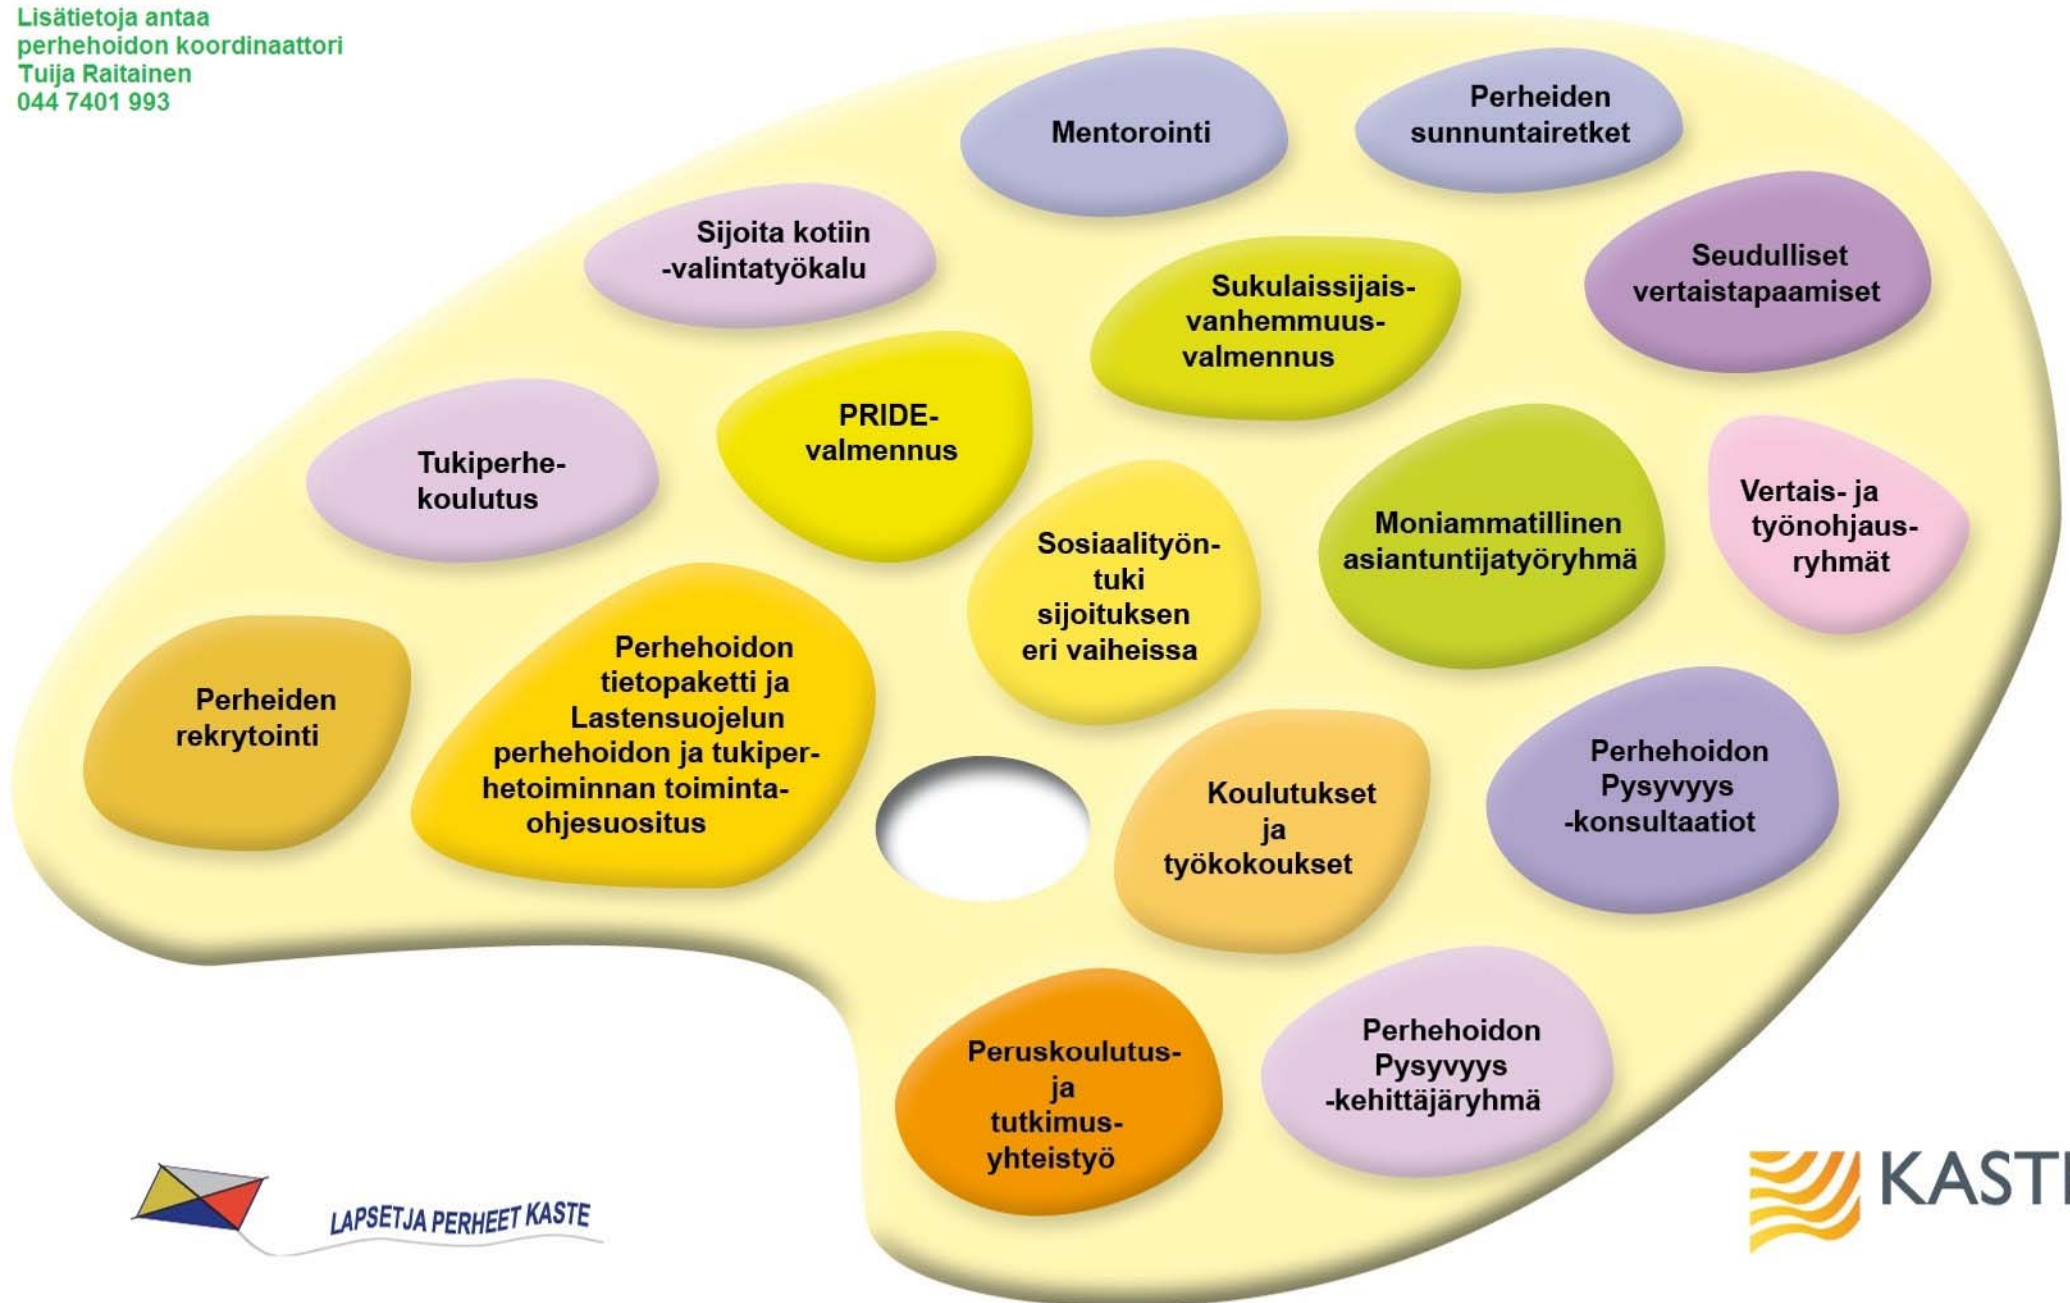 Lisätietoja antaa
perhehoidon koordinaattori
Tuija Raitainen
044 7401 993
Mentorointi
Perheiden
sunnuntairetket
Sijoita kotiin
-valintatyökalu
Sukulaissijais-
vanhemmuus-
valmennus
Seudulliset
vertaistapaamiset
Tukiperhe-
koulutus
PRIDE-
valmennus
Sosiaalityön-
tuki
sijoituksen
eri vaiheissa
Moniammatillinen
asiantuntijatyöryhmä
Vertais- ja
työnohjaus-
ryhmät
Perheiden
rekrytointi
Perhehoidon
tietopaketti ja
Lastensuojelun
perhehoidon ja tukiper-
hetoiminnan toiminta-
ohjesuositus
Koulutukset
ja
työkokoukset
Perhehoidon
Pysyvyys
-konsultaatiot
Peruskoulutus-
ja
tutkimus-
yhteistyö
Perhehoidon
Pysyvyys
-kehittäjäryhmä
LAPSET JA PERHEET KASTE
KASTE